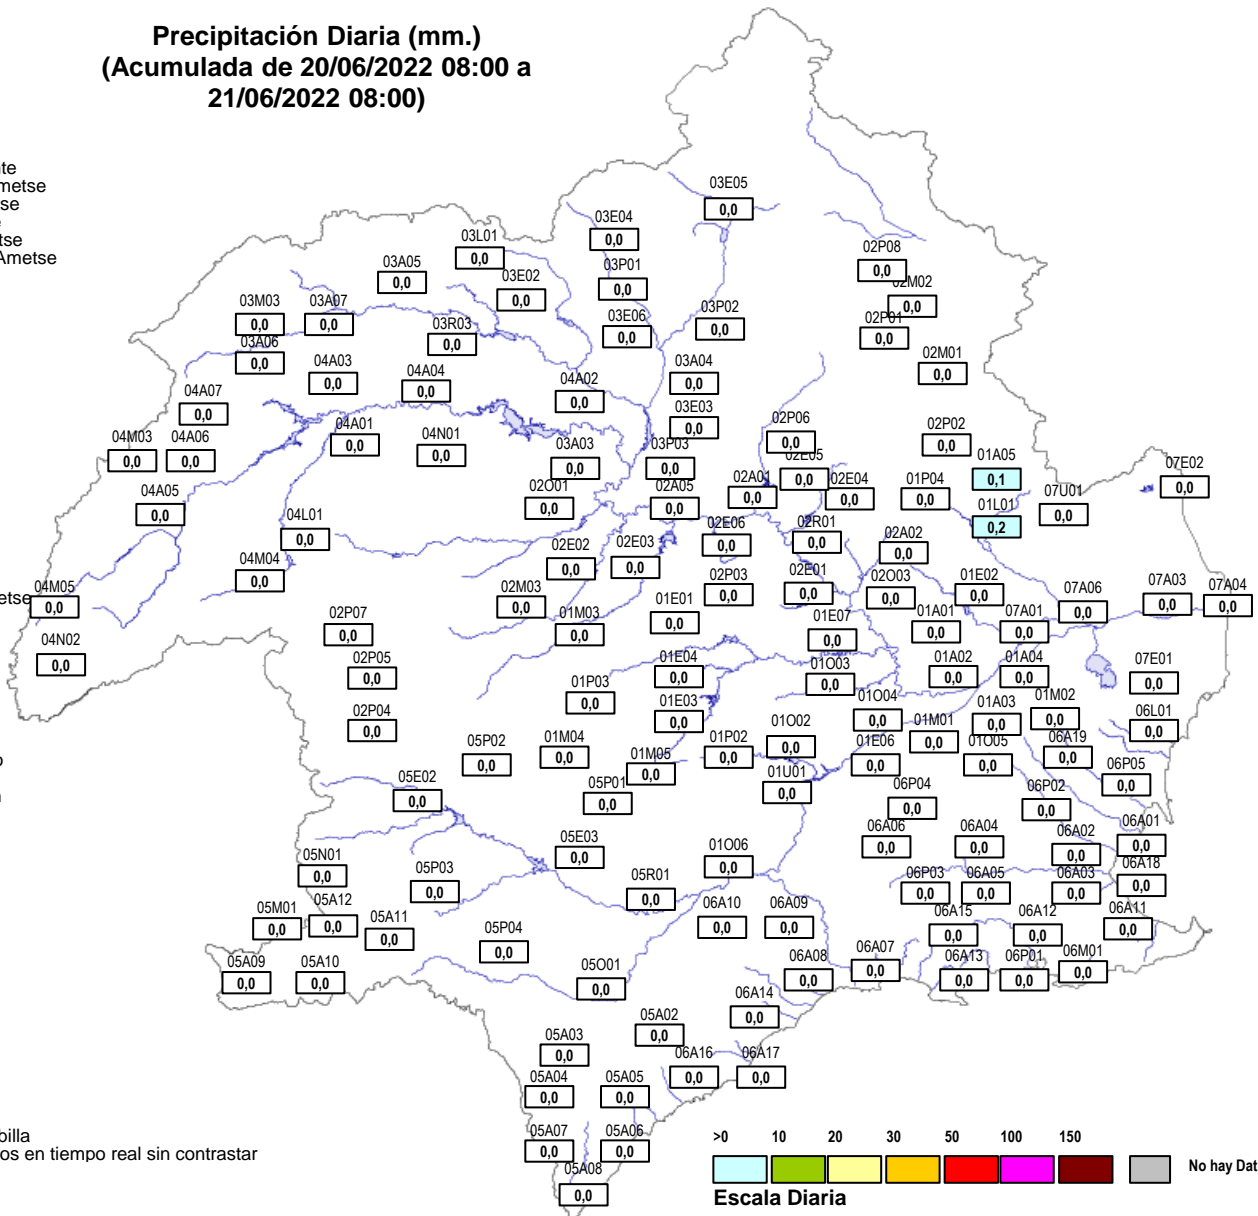 Precipitación Diaria (mm.)
(Acumulada de 20/06/2022 08:00 a
21/06/2022 08:00)
te
metse
se
e
tse
Ametse
03E05
0,0
03E04
0,0
03L01
0,0
02P08
0,0
03A05
0,0
03P01
0,0
03E02
0,0
02M02
0,0
03M03
0,0
03A07
0,0
03P02
0,0
03E06
0,0
02P01
0,0
03R03
0,0
03A06
0,0
04A03
0,0
03A04
0,0
02M01
0,0
04A04
0,0
04A02
0,0
04A07
0,0
03E03
0,0
02P06
0,0
02P02
0,0
04A01
0,0
04N01
0,0
04M03
0,0
04A06
0,0
03A03
0,0
03P03
0,0
02E05
0,0
01A05
0,1
07E02
0,0
02A01
0,0
02E04
0,0
01P04
0,0
04A05
0,0
02O01
0,0
02A05
0,0
07U01
0,0
01L01
0,2
04L01
0,0
02E06
0,0
02R01
0,0
02A02
0,0
02E02
0,0
02E03
0,0
04M04
0,0
02P03
0,0
02E01
0,0
02O03
0,0
01E02
0,0
07A06
0,0
07A03
0,0
07A04
0,0
etse
04M05
0,0
02M03
0,0
01E01
0,0
01M03
0,0
02P07
0,0
01E07
0,0
01A01
0,0
07A01
0,0
04N02
0,0
02P05
0,0
01E04
0,0
01O03
0,0
01A02
0,0
01A04
0,0
07E01
0,0
01P03
0,0
01E03
0,0
01O04
0,0
01A03
0,0
01M02
0,0
06L01
0,0
02P04
0,0
01O02
0,0
01M01
0,0
05P02
0,0
01M04
0,0
01P02
0,0
01M05
0,0
01E06
0,0
01O05
0,0
06A19
0,0
o
n
05E02
0,0
05P01
0,0
01U01
0,0
06P04
0,0
06P02
0,0
06P05
0,0
05E03
0,0
06A06
0,0
06A04
0,0
06A02
0,0
06A01
0,0
05N01
0,0
01O06
0,0
05P03
0,0
05R01
0,0
06P03
0,0
06A05
0,0
06A03
0,0
06A18
0,0
05M01
0,0
05A12
0,0
05A11
0,0
06A10
0,0
06A09
0,0
06A15
0,0
06A12
0,0
06A11
0,0
05P04
0,0
05A09
0,0
05A10
0,0
05O01
0,0
06A08
0,0
06A07
0,0
06A13
0,0
06P01
0,0
06M01
0,0
06A14
0,0
05A02
0,0
05A03
0,0
06A16
0,0
06A17
0,0
05A04
0,0
05A05
0,0
05A07
0,0
05A06
0,0
05A08
0,0
billa
os en tiempo real sin contrastar
>0 10 20 30 50 100 150
No hay Dat
Escala Diaria